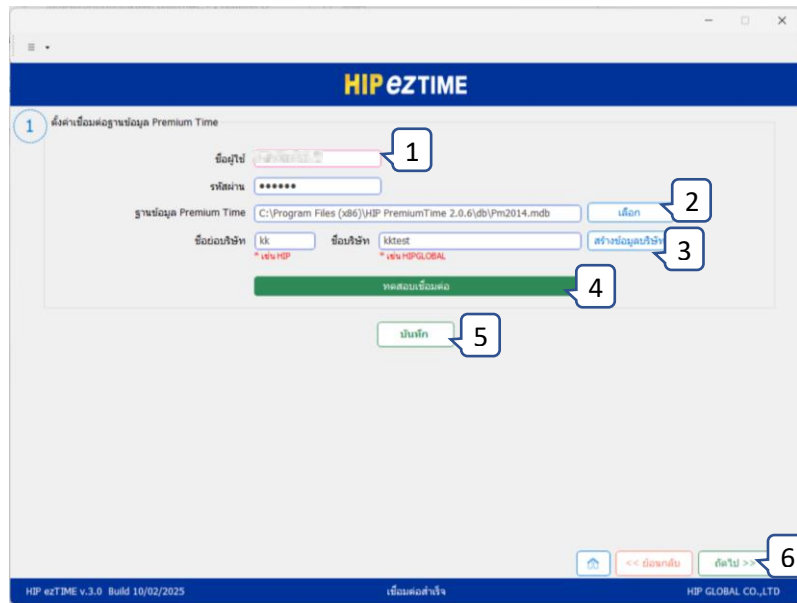 HIP ezTIME
1
ตั้งค่าเชื่อมต่อฐานข้อมูล Premium Time
ชื่อผู้ใช้
1
รหัสผ่าน ●●●●●●
ฐานข้อมูล Premium Time C:\Program Files (x86)\HIP PremiumTime 2.0.6\db\Pm2014.mdb เลือก 2
ชื่อย่อบริษัท kk ชื่อบริษัท kktest สร้างข้อมูลบริษัท 3
* เช่น HIP * เช่น HIPGLOBAL
ทดสอบเชื่อมต่อ 4
บันทึก 5
<< ย้อนกลับ ถัดไป >> 6
HIP ezTIME v.3.0 Build 10/02/2025 เชื่อมต่อสำเร็จ HIP GLOBAL CO.,LTD